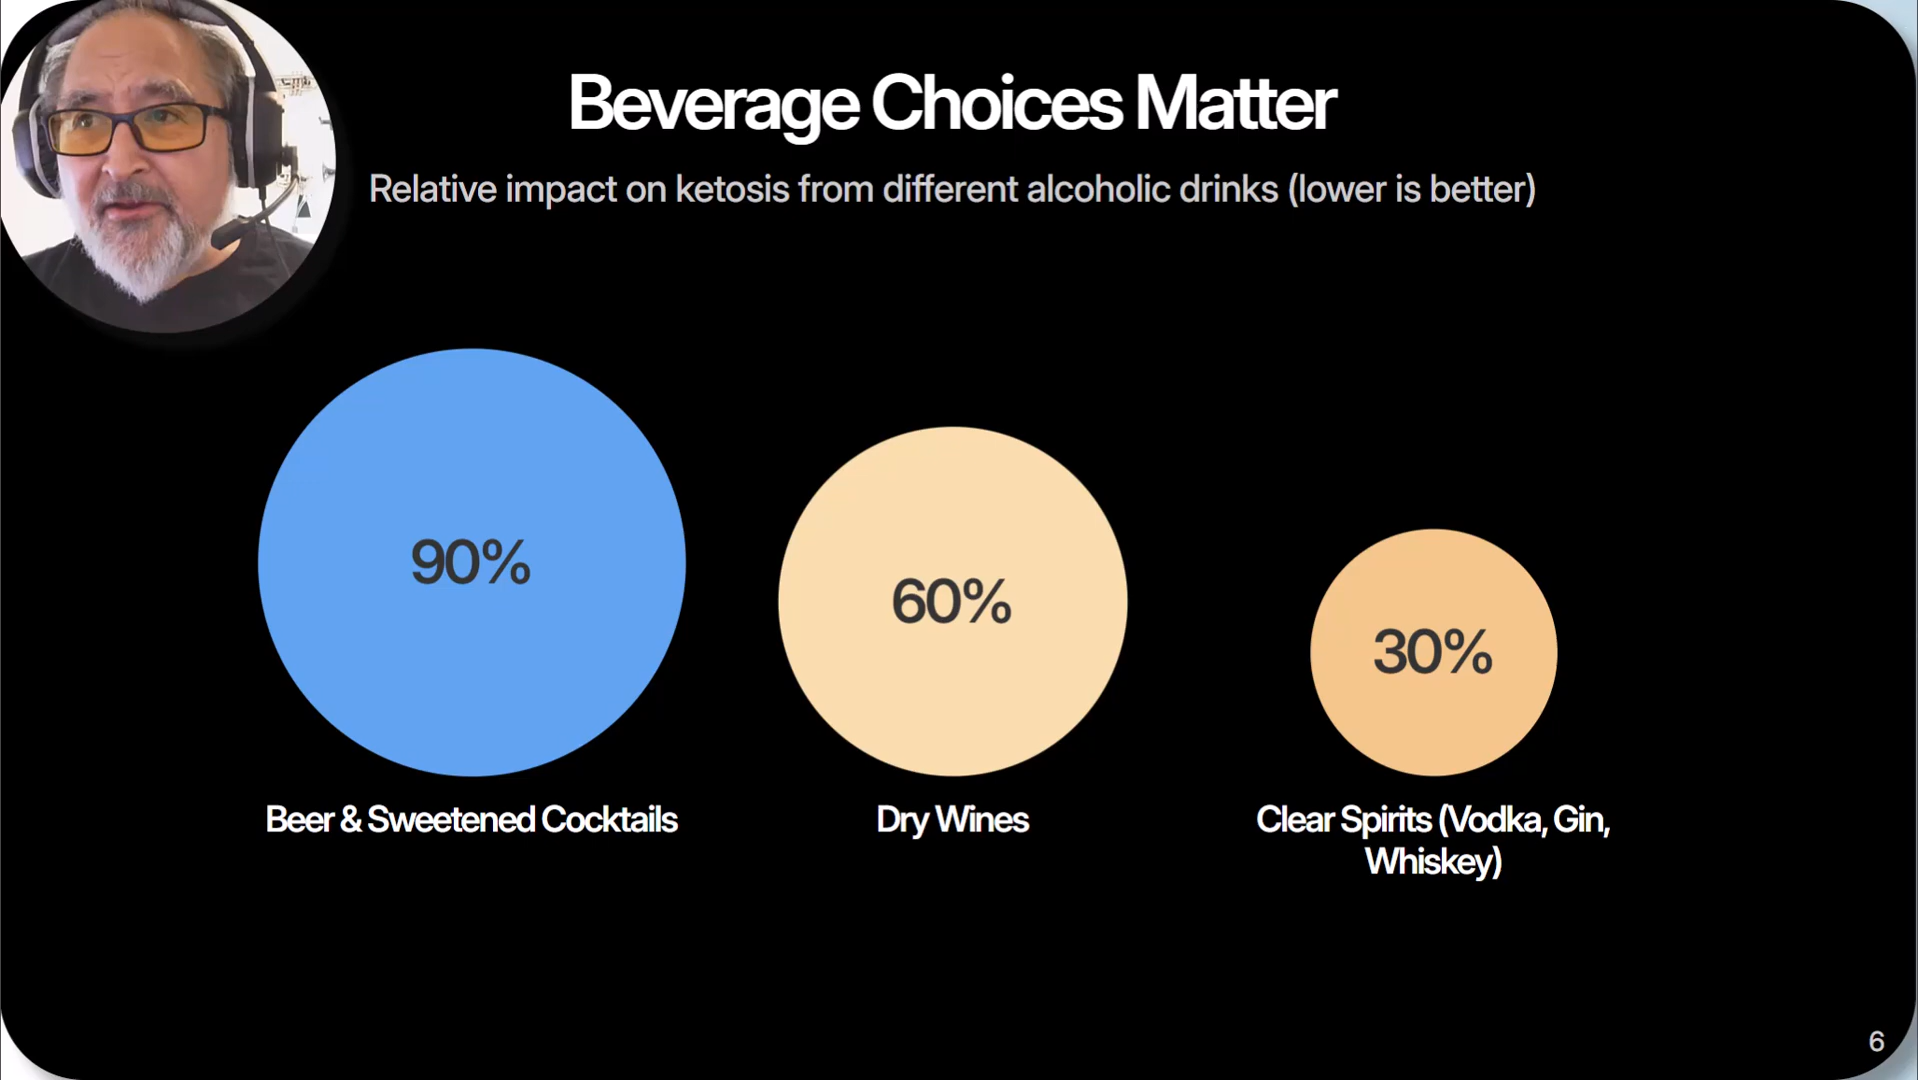 Beverage Choices Matter
Relative impact on ketosis from different alcoholic drinks (lower is better)
90%
60%
30%
Beer & Sweetened Cocktails
Dry Wines
Clear Spirits (Vodka, Gin,
Whiskey)
6